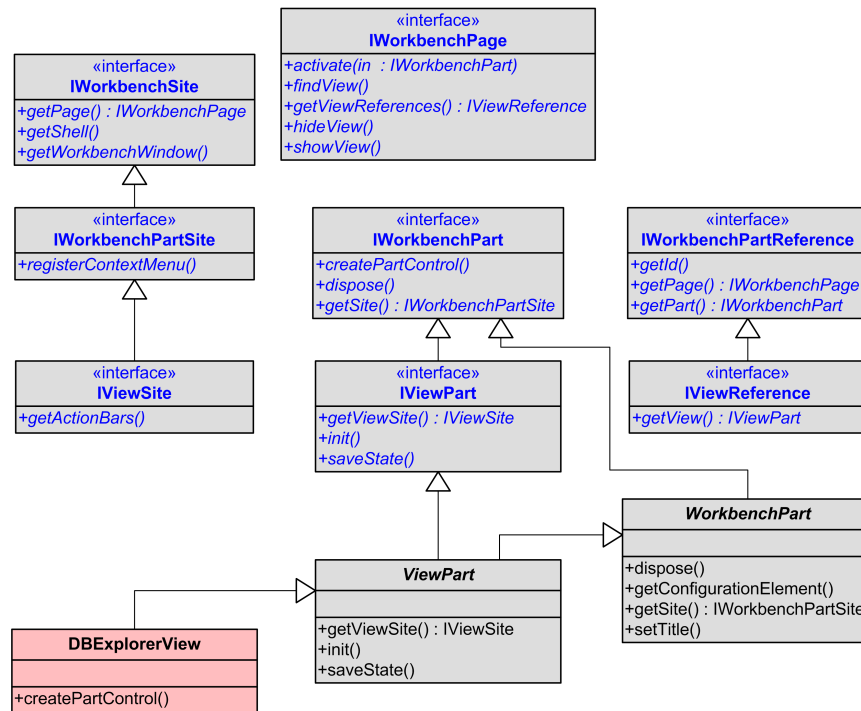 «interface»
IWorkbenchPage
+activate(in  : IWorkbenchPart)
+findView()
+getViewReferences() : IViewReference
+hideView()
+showView()
«interface»
IWorkbenchSite
+getPage() : IWorkbenchPage
+getShell()
+getWorkbenchWindow()
«interface»
IWorkbenchPartSite
+registerContextMenu()
«interface»
IWorkbenchPart
+createPartControl()
+dispose()
+getSite() : IWorkbenchPartSite
«interface»
IWorkbenchPartReference
+getId()
+getPage() : IWorkbenchPage
+getPart() : IWorkbenchPart
«interface»
IViewSite
+getActionBars()
«interface»
IViewPart
+getViewSite() : IViewSite
+init()
+saveState()
«interface»
IViewReference
+getView() : IViewPart
WorkbenchPart
+dispose()
+getConfigurationElement()
+getSite() : IWorkbenchPartSite
+setTitle()
ViewPart
+getViewSite() : IViewSite
+init()
+saveState()
DBExplorerView
+createPartControl()